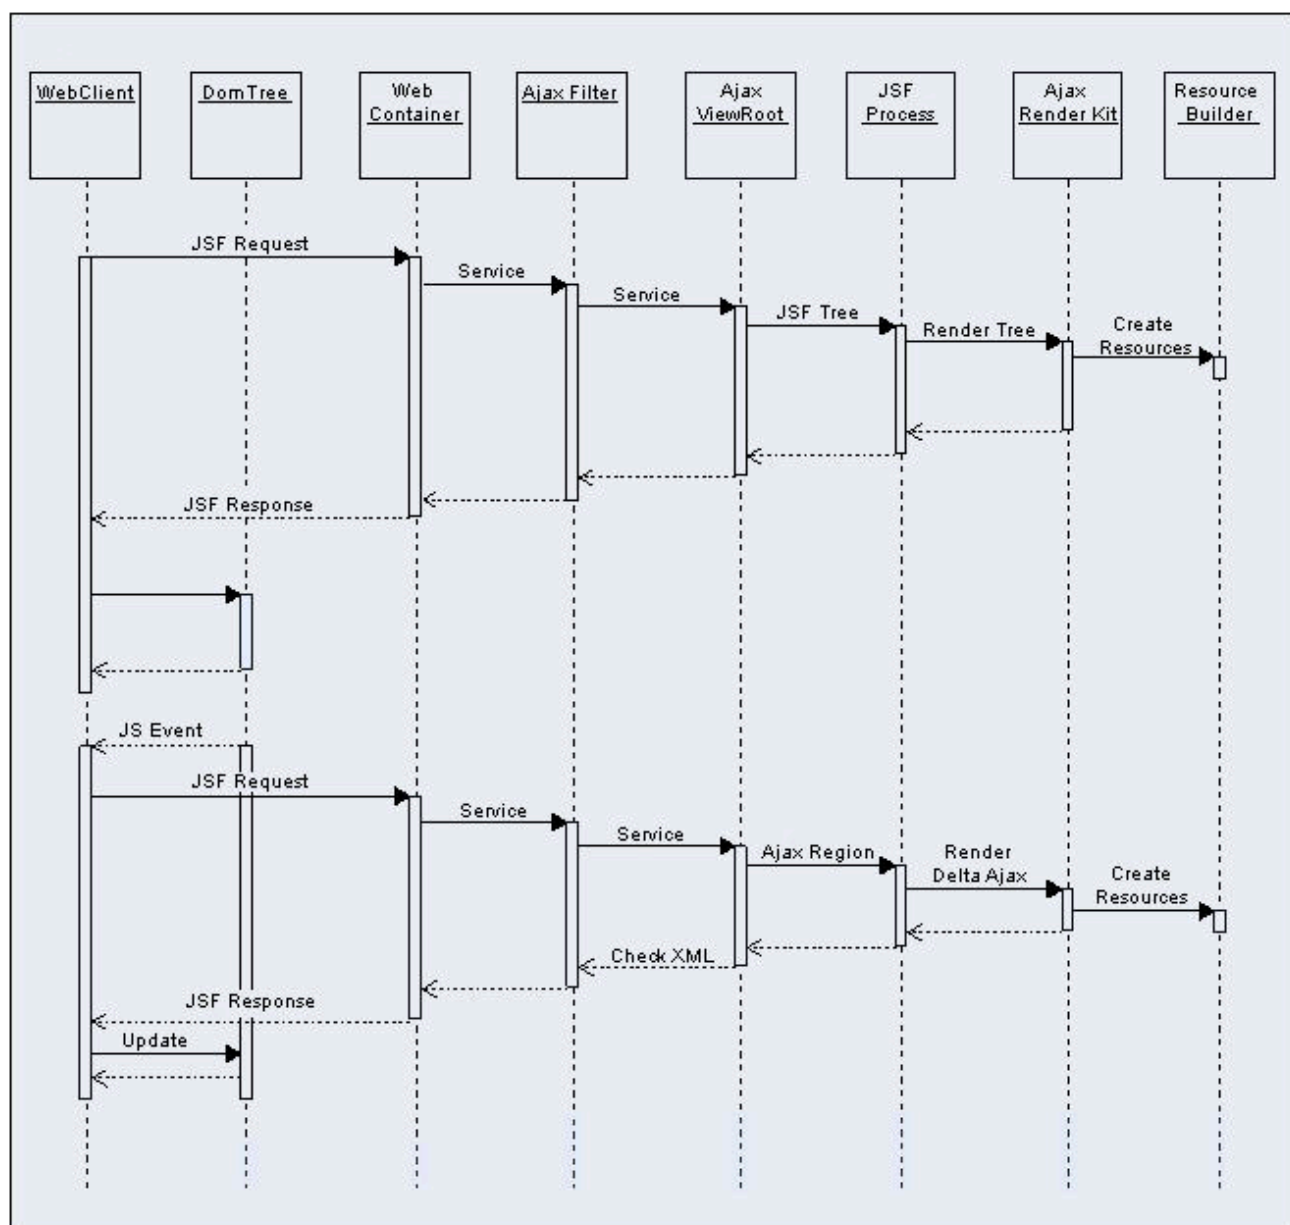 WebClient
DomTree
Web
Container
Ajax Filter
Ajax
ViewRoot
JSF
Process
Ajax
Render Kit
Resource
Builder
JSF Request
Service
Service
JSF Tree
Render Tree
Create
Resources
JSF Response
JS Event
JSF Request
Service
Service
Ajax Region
Render
Delta Ajax
Create
Resources
Check XML
JSF Response
Update